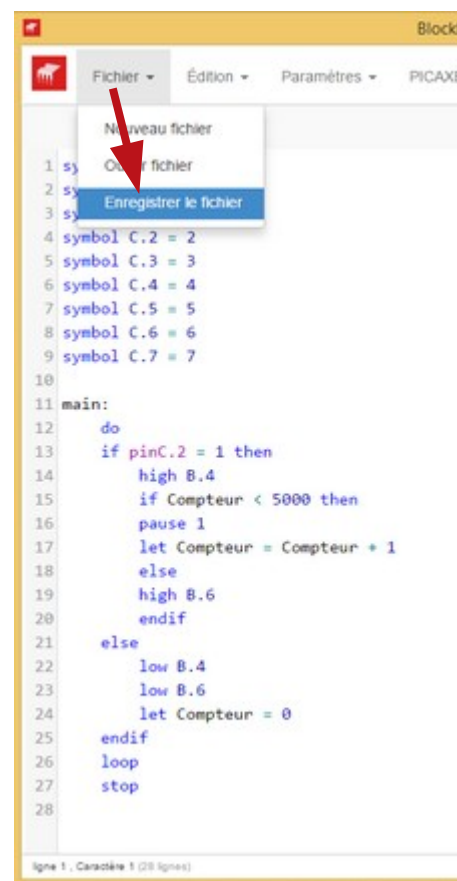 Block
Fichier Édition Paramètres PICAXE
Nouveau fichier
fichier
Enregistrer le fichier
1 sy
2 sy
3 sy
4 symbol C.2 = 2
5 symbol C.3 = 3
6 symbol C.4 = 4
7 symbol C.5 = 5
8 symbol C.6 = 6
9 symbol C.7 = 7
10
11 main:
12 do
13 if pinC.2 = 1 then
14 high B.4
15 if Compteur < 5000 then
16 pause 1
17 let Compteur = Compteur + 1
18 else
19 high B.6
20 endif
21 else
22 low B.4
23 low B.6
24 let Compteur = 0
25 endif
26 loop
27 stop
28
ligne 1 , Caractère 1 (28 lignes)